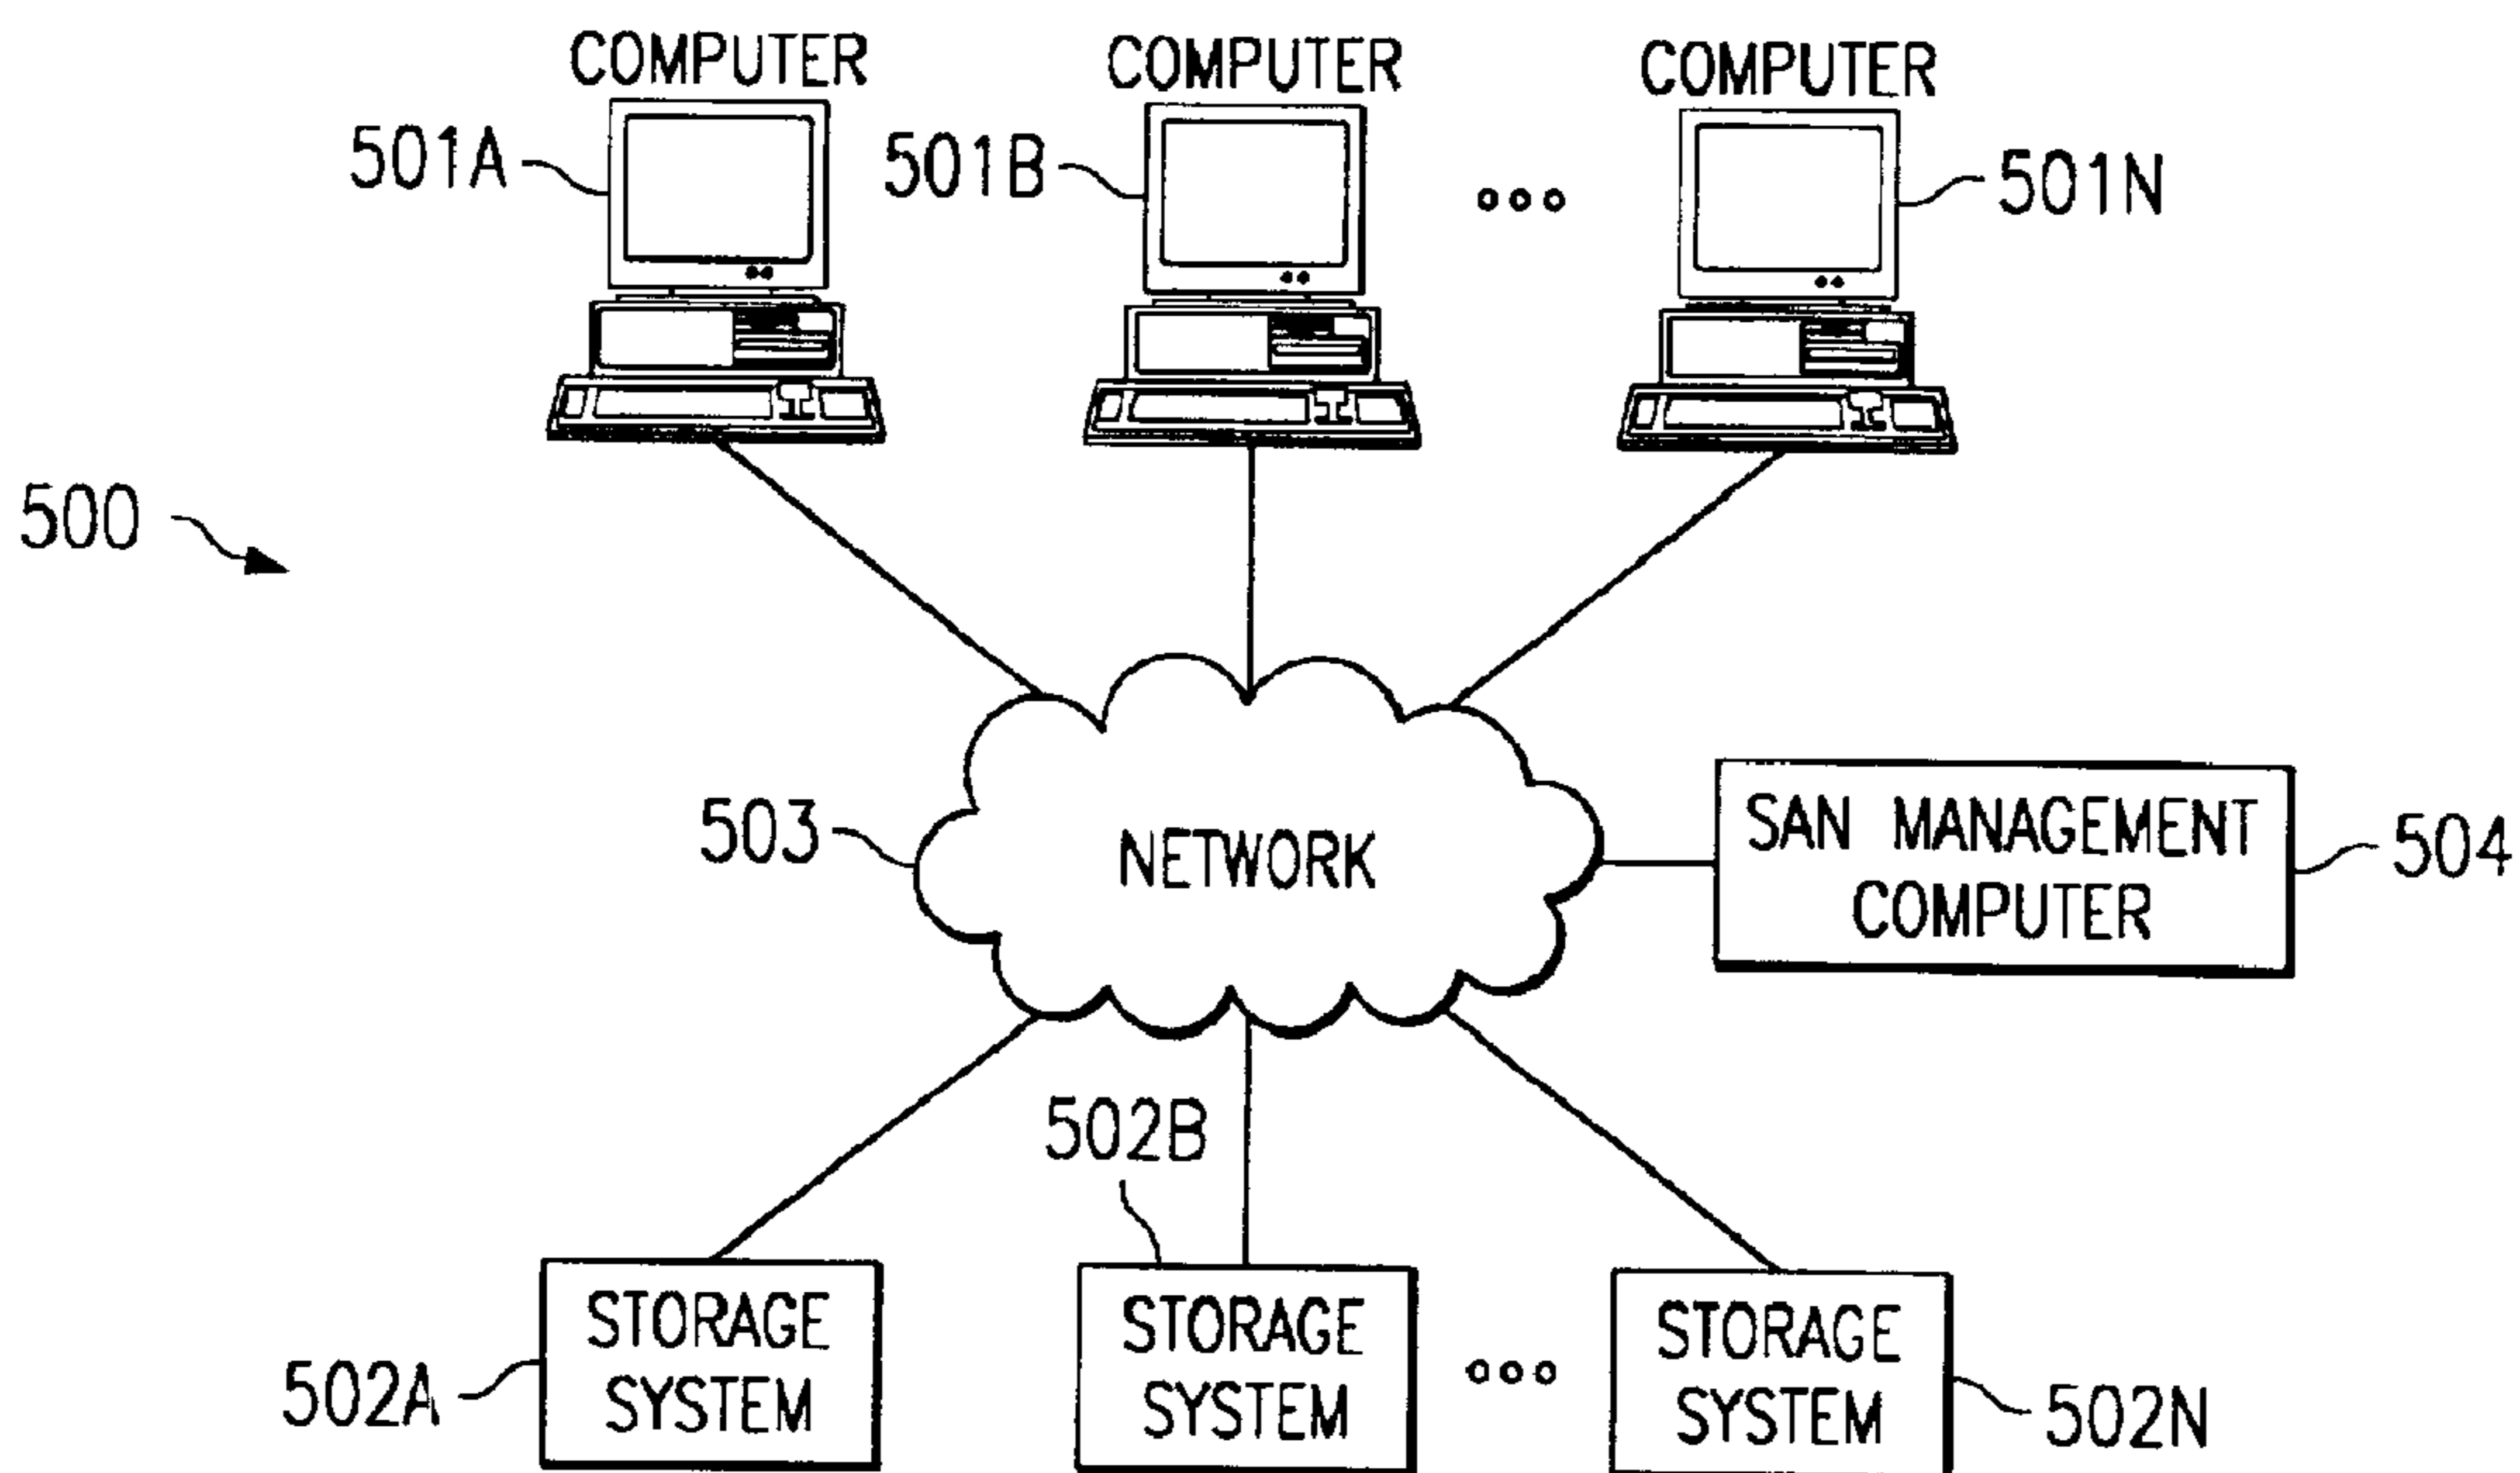 COMPUTER
COMPUTER
COMPUTER
501A
501B
501N
500
503
NETWORK
SAN MANAGEMENT
COMPUTER
504
502B
STORAGE
SYSTEM
502A
STORAGE
SYSTEM
STORAGE
SYSTEM
502N